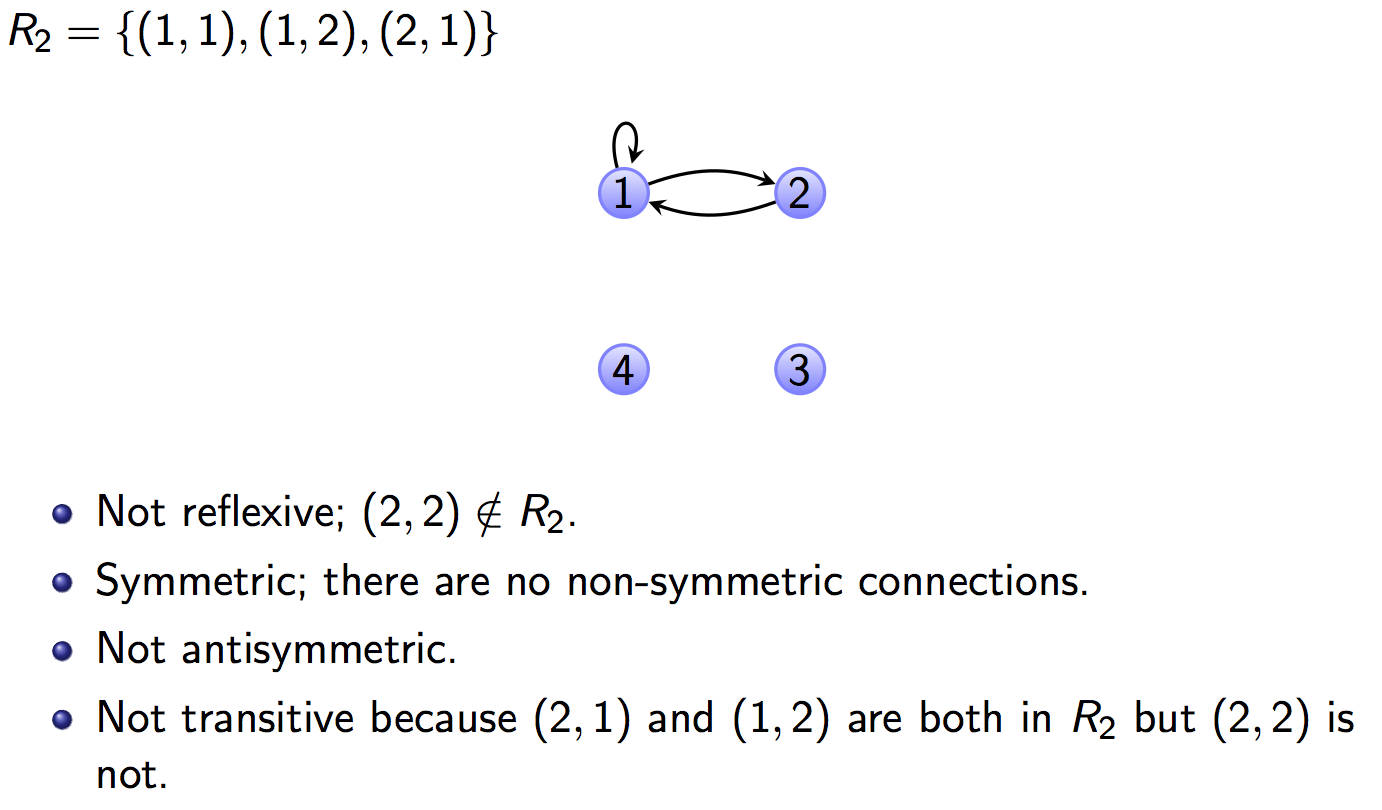 R₂ = {(1, 1), (1, 2), (2, 1)}
1 2
4 3
Not reflexive; (2, 2) ∉ R₂.
Symmetric; there are no non-symmetric connections.
Not antisymmetric.
Not transitive because (2, 1) and (1, 2) are both in R₂ but (2, 2) is
not.